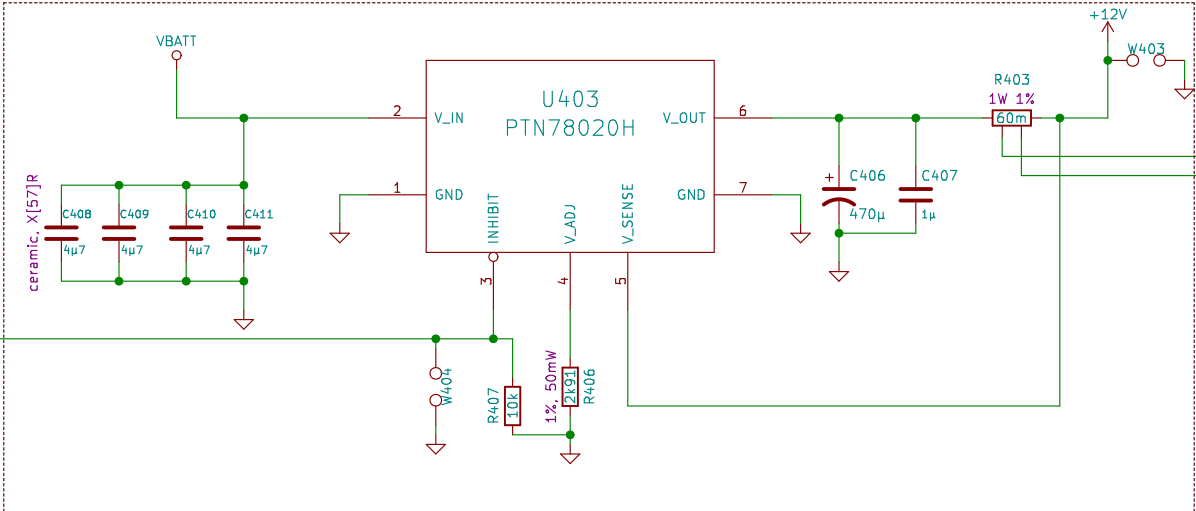 +12V
VBATT
W403
R403
1W 1%
60m
U403
PTN78020H
2
V_IN
V_OUT
6
1
GND
GND
7
INHIBIT
V_ADJ
V_SENSE
3
4
5
+
C406
470µ
C407
1µ
ceramic, X[57]R
C408
4µ7
C409
4µ7
C410
4µ7
C411
4µ7
W404
R407
10k
1%, 50mW
2k91
R406